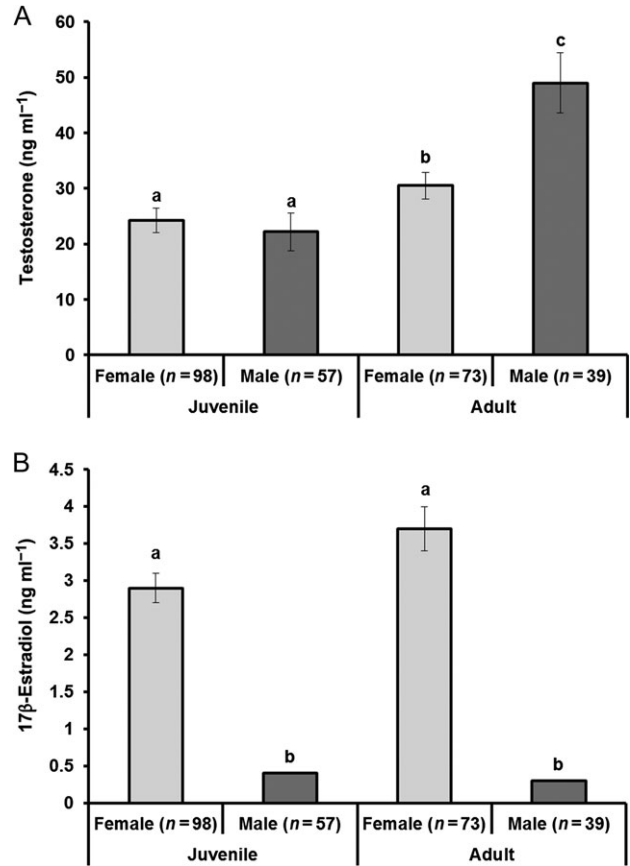 A
60
50
40
30
20
10
0
Testosterone (ng ml⁻¹)
a
a
b
c
Female (n=98)
Male (n=57)
Female (n=73)
Male (n=39)
Juvenile
Adult
B
4.5
4
3.5
3
2.5
2
1.5
1
0.5
0
17β-Estradiol (ng ml⁻¹)
a
b
a
b
Female (n=98)
Male (n=57)
Female (n=73)
Male (n=39)
Juvenile
Adult